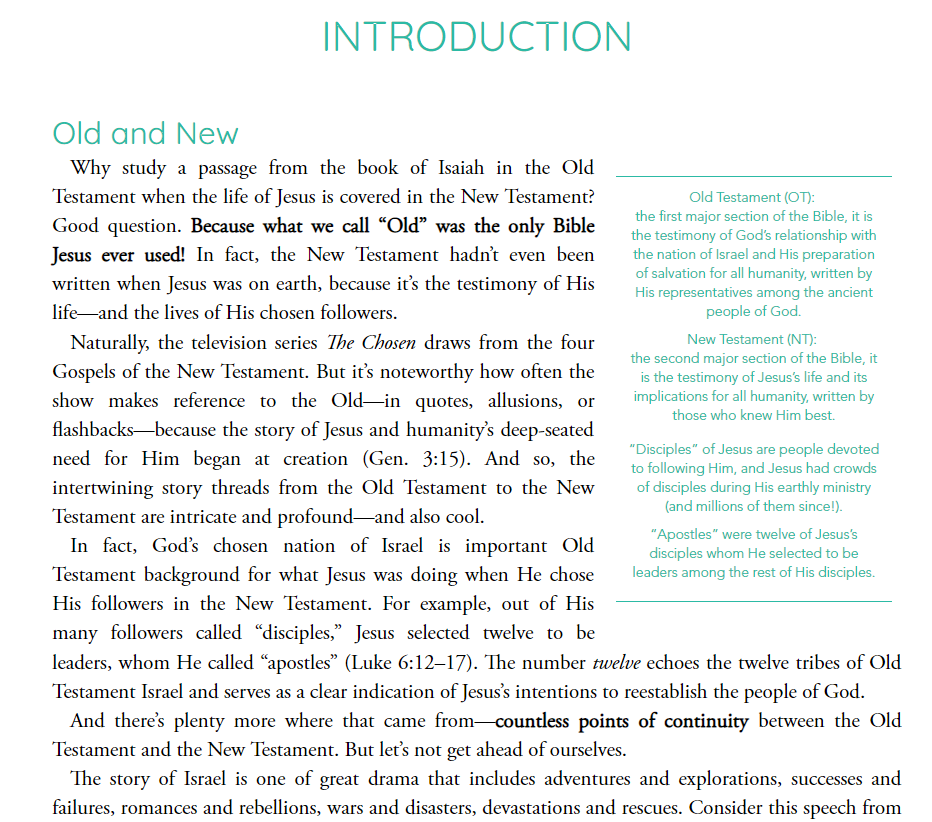 INTRODUCTION
Old and New
Why study a passage from the book of Isaiah in the Old
Testament when the life of Jesus is covered in the New Testament?
Good question. Because what we call “Old” was the only Bible
Jesus ever used! In fact, the New Testament hadn’t even been
written when Jesus was on earth, because it’s the testimony of His
life—and the lives of His chosen followers.
Naturally, the television series The Chosen draws from the four
Gospels of the New Testament. But it’s noteworthy how often the
show makes reference to the Old—in quotes, allusions, or
flashbacks—because the story of Jesus and humanity’s deep-seated
need for Him began at creation (Gen. 3:15). And so, the
intertwining story threads from the Old Testament to the New
Testament are intricate and profound—and also cool.
In fact, God’s chosen nation of Israel is important Old
Testament background for what Jesus was doing when He chose
His followers in the New Testament. For example, out of His
many followers called “disciples,” Jesus selected twelve to be
leaders, whom He called “apostles” (Luke 6:12–17). The number twelve echoes the twelve tribes of Old
Testament Israel and serves as a clear indication of Jesus’s intentions to reestablish the people of God.
And there’s plenty more where that came from—countless points of continuity between the Old
Testament and the New Testament. But let’s not get ahead of ourselves.
The story of Israel is one of great drama that includes adventures and explorations, successes and
failures, romances and rebellions, wars and disasters, devastations and rescues. Consider this speech from
Old Testament (OT):
the first major section of the Bible, it is
the testimony of God’s relationship with
the nation of Israel and His preparation
of salvation for all humanity, written by
His representatives among the ancient
people of God.
New Testament (NT):
the second major section of the Bible, it
is the testimony of Jesus’s life and its
implications for all humanity, written by
those who knew Him best.
“Disciples” of Jesus are people devoted
to following Him, and Jesus had crowds
of disciples during His earthly ministry
(and millions of them since!).
“Apostles” were twelve of Jesus’s
disciples whom He selected to be
leaders among the rest of His disciples.